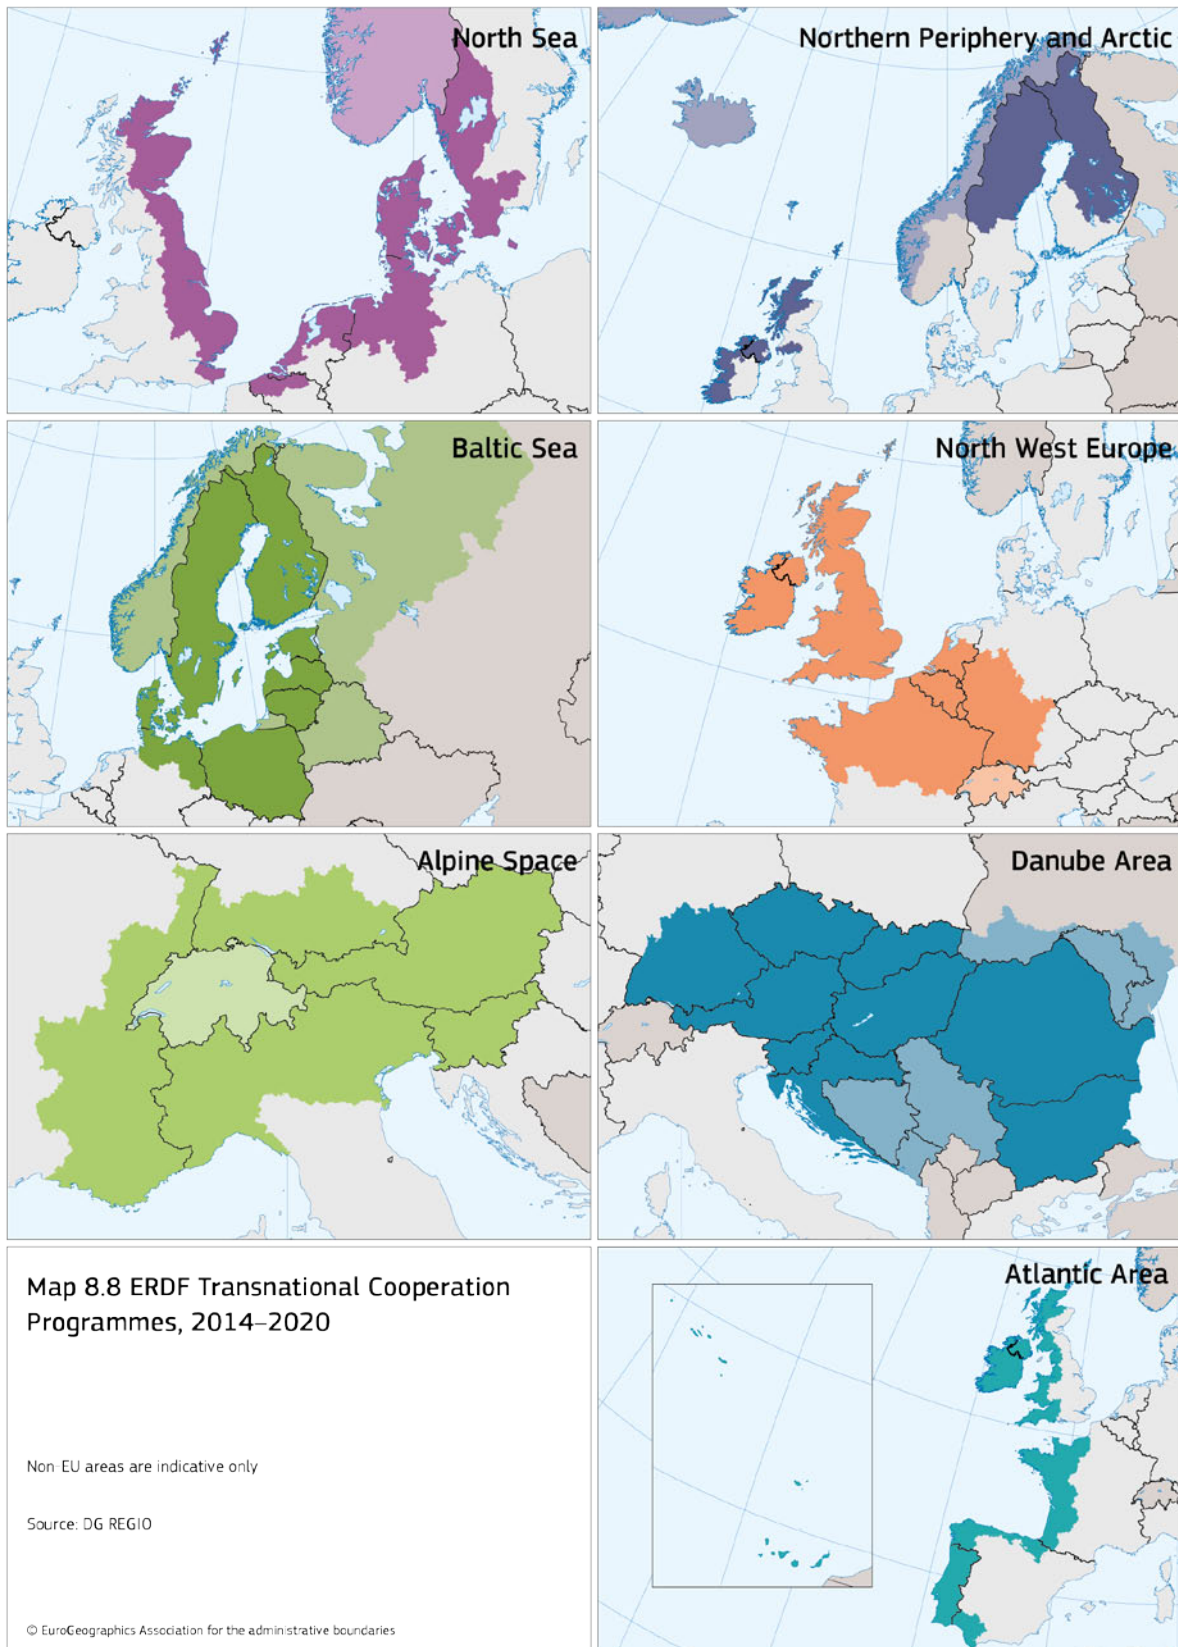 North Sea
Northern Periphery and Arctic
Baltic Sea
North West Europe
Alpine Space
Danube Area
Map 8.8 ERDF Transnational Cooperation
Programmes, 2014–2020
Non-EU areas are indicative only
Source: DG REGIO
© EuroGeographics Association for the administrative boundaries
Atlantic Area